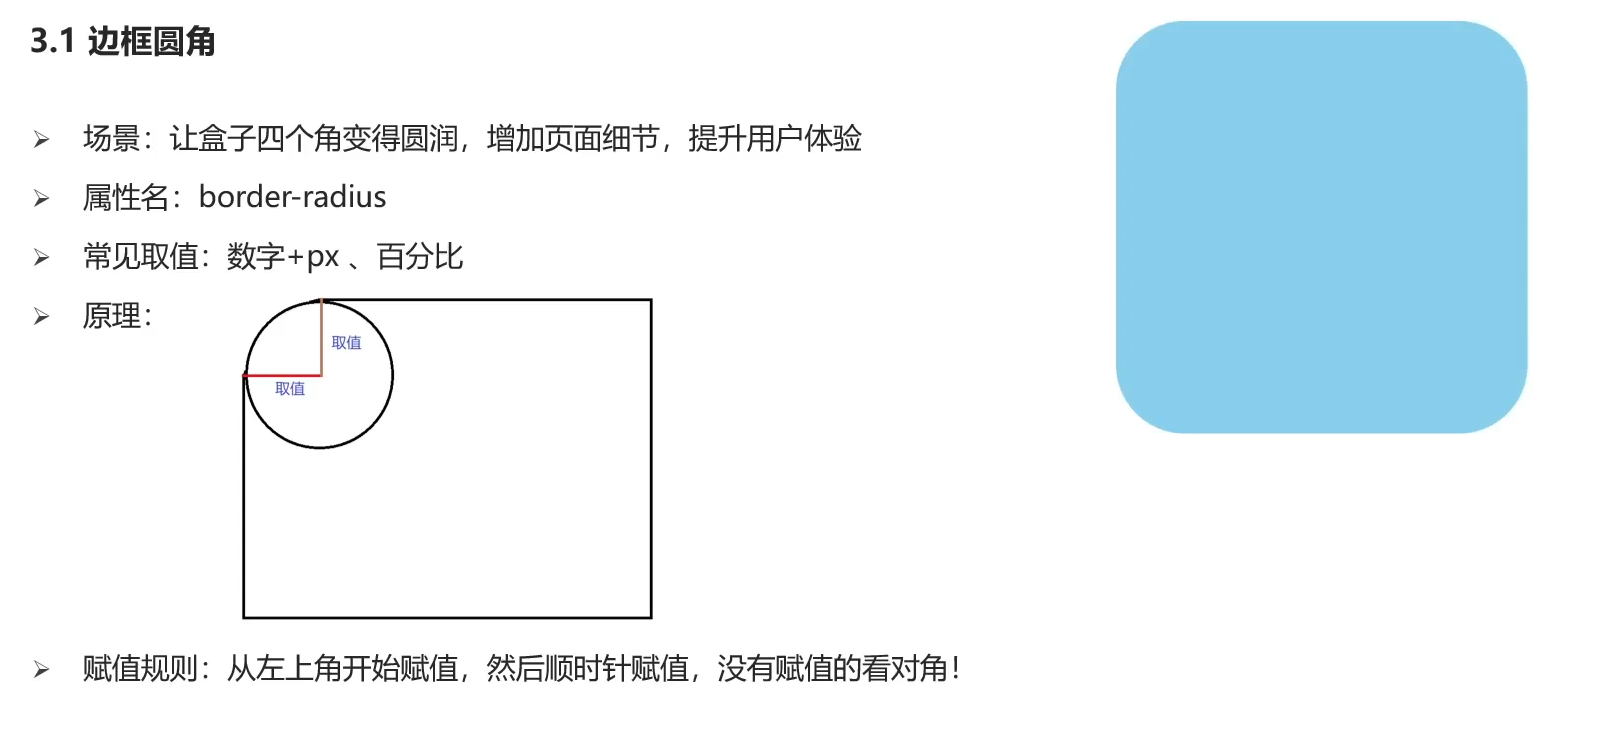 3.1 边框圆角
场景：让盒子四个角变得圆润，增加页面细节，提升用户体验
属性名：border-radius
常见取值：数字+px 、百分比
原理：
取值
取值
赋值规则：从左上角开始赋值，然后顺时针赋值，没有赋值的看对角！